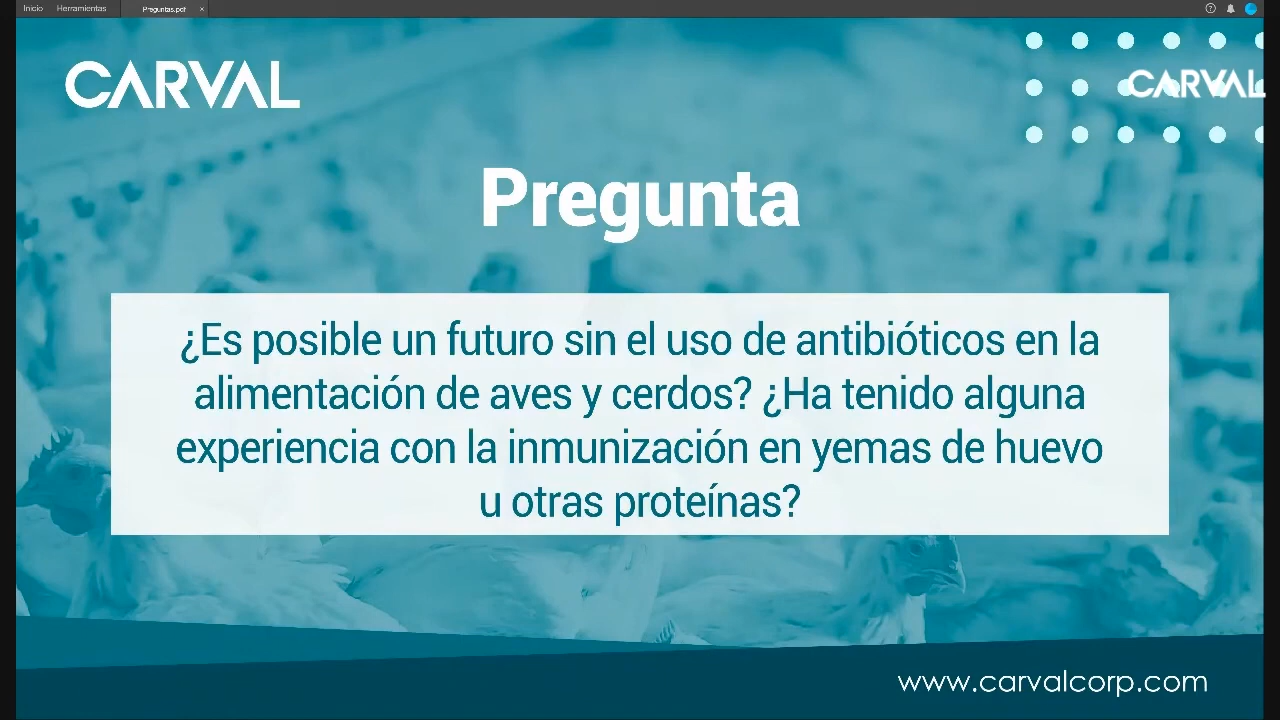 Inicio Herramientas Preguntas.pdf ×
CARVAL
CARVAL
Pregunta
¿Es posible un futuro sin el uso de antibióticos en la
alimentación de aves y cerdos? ¿Ha tenido alguna
experiencia con la inmunización en yemas de huevo
u otras proteínas?
www.carvalcorp.com